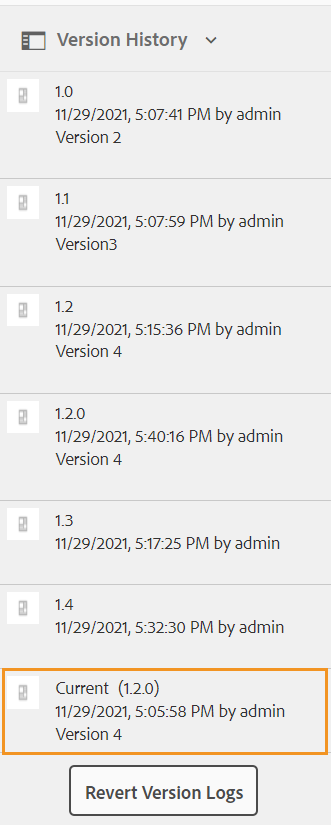 Version History
1.0
11/29/2021, 5:07:41 PM by admin
Version 2
1.1
11/29/2021, 5:07:59 PM by admin
Version3
1.2
11/29/2021, 5:15:36 PM by admin
Version 4
1.2.0
11/29/2021, 5:40:16 PM by admin
Version 4
1.3
11/29/2021, 5:17:25 PM by admin
1.4
11/29/2021, 5:32:30 PM by admin
Current (1.2.0)
11/29/2021, 5:05:58 PM by admin
Version 4
Revert Version Logs